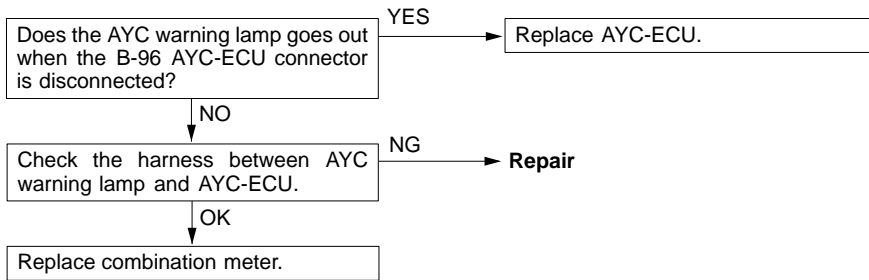 Does the AYC warning lamp goes out
when the B-96 AYC-ECU connector
is disconnected?
YES
Replace AYC-ECU.
NO
Check the harness between AYC
warning lamp and AYC-ECU.
NG
Repair
OK
Replace combination meter.